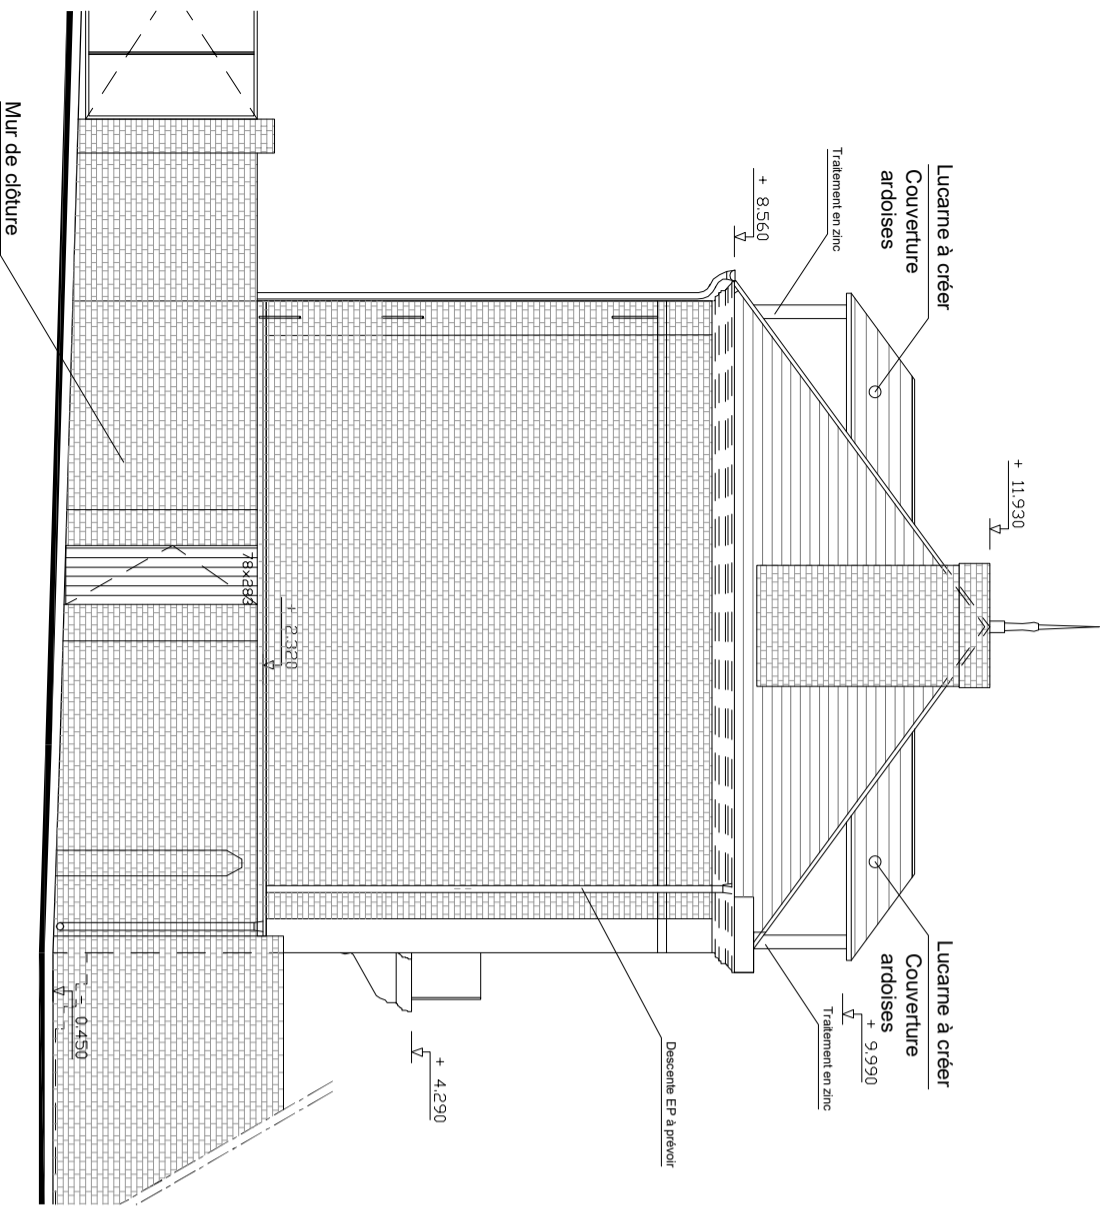 Lucarne à créer
Couverture
ardoises
Traitement en zinc
+ 8.560
+ 11.930
Lucarne à créer
Couverture
ardoises
Traitement en zinc
+ 9.990
Descente EP à prévoir
+ 4.290
+ 2.320
78x283
- 0.450
Mur de clôture